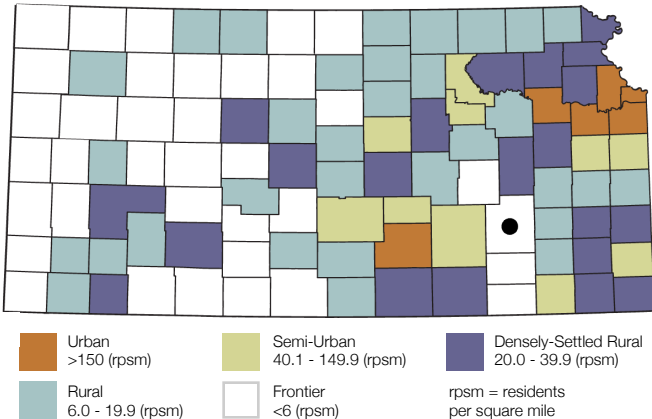 Urban
>150 (rpsm)
Semi-Urban
40.1 - 149.9 (rpsm)
Densely-Settled Rural
20.0 - 39.9 (rpsm)
Rural
6.0 - 19.9 (rpsm)
Frontier
<6 (rpsm)
rpsm = residents
per square mile